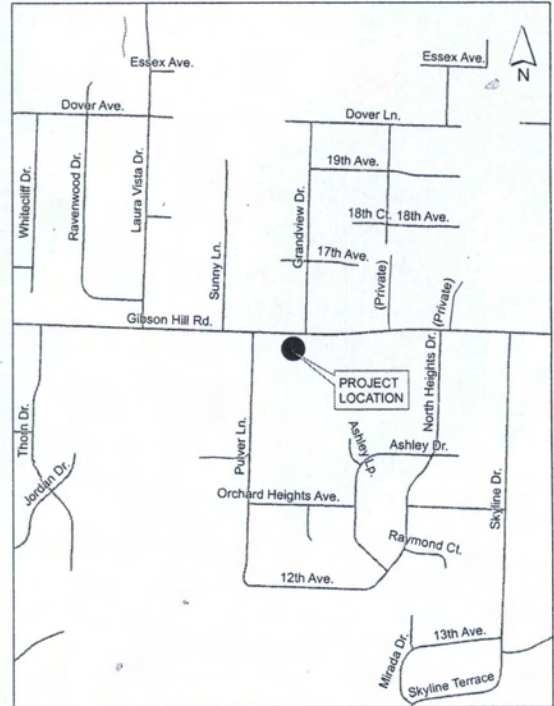 Essex Ave.
Essex Ave.
N
Dover Ave.
Dover Ln.
Whitecliff Dr.
Ravenwood Dr.
Laura Vista Dr.
Sunny Ln.
Grandview Dr.
19th Ave.
18th Ct.
18th Ave.
17th Ave.
(Private)
(Private)
Gibson Hill Rd.
North Heights Dr.
PROJECT
LOCATION
Thorn Dr.
Pulver Ln.
Ashley Lp.
Ashley Dr.
Skyline Dr.
Jordan Dr.
Orchard Heights Ave.
Raymond Ct.
12th Ave.
13th Ave.
Mirada Dr.
Skyline Terrace